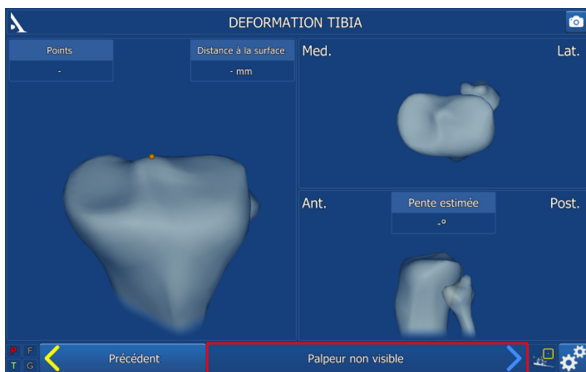 DEFORMATION TIBIA
Points
-
Distance à la surface
- mm
Med.
Lat.
Ant.
Pente estimée
-°
Post.
P F
T G
Précédent
Palpeur non visible